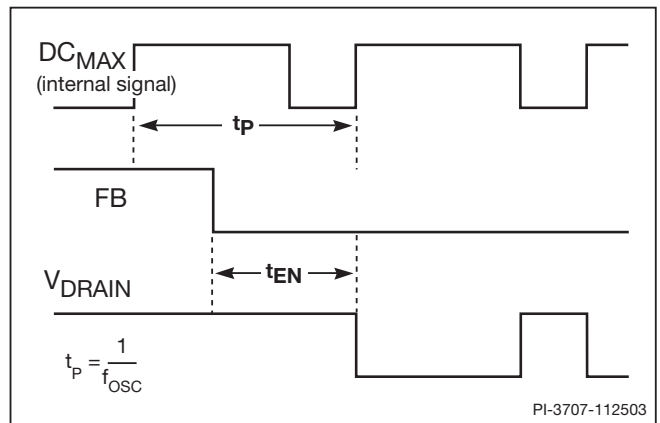 DCMAX
(internal signal)
tP
FB
tEN
VDRAIN
tP = 1
fOSC
PI-3707-112503